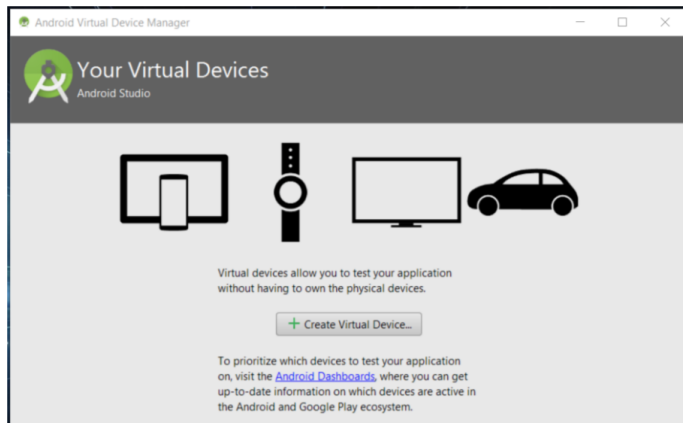 Android Virtual Device Manager
Your Virtual Devices
Android Studio
Virtual devices allow you to test your application
without having to own the physical devices.
Create Virtual Device...
To prioritize which devices to test your application
on, visit the Android Dashboards, where you can get
up-to-date information on which devices are active in
the Android and Google Play ecosystem.